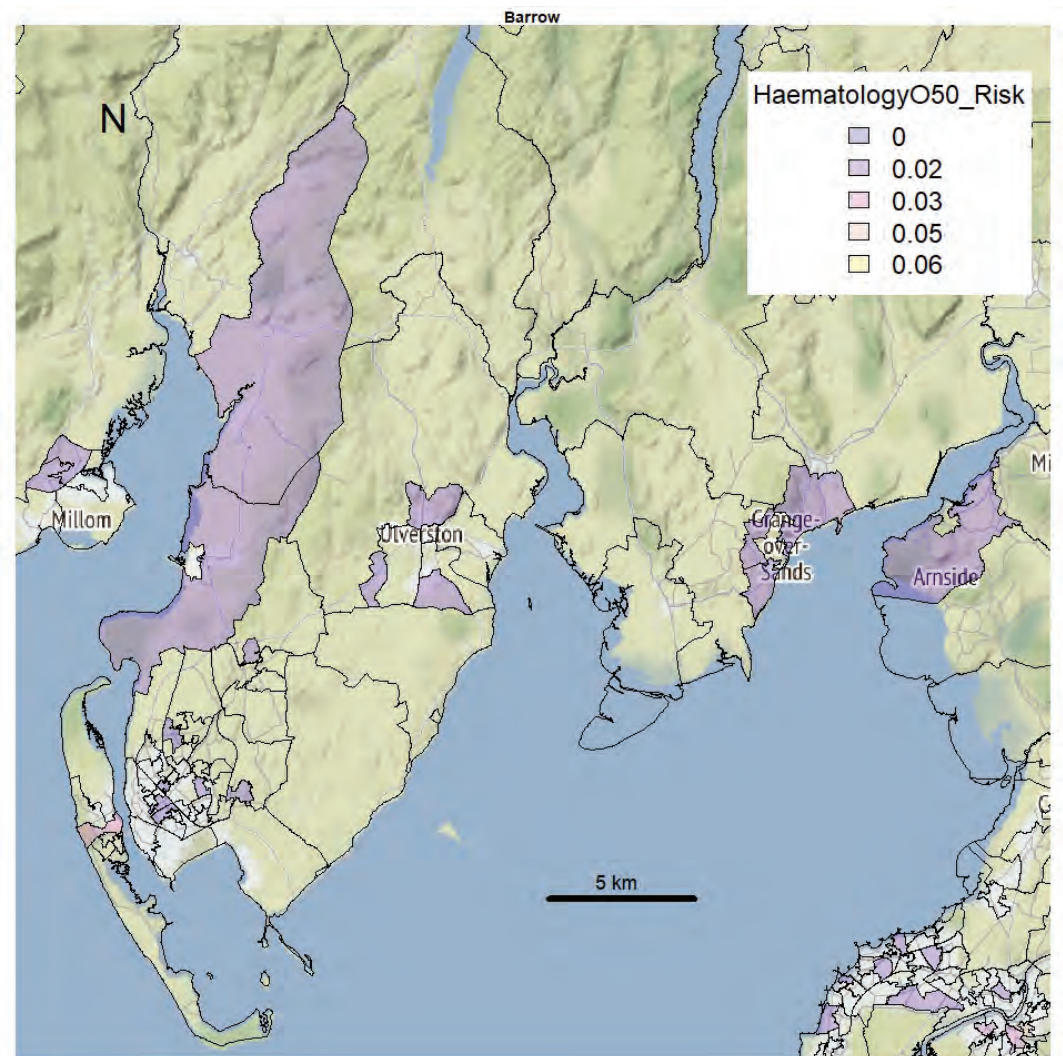 Barrow
N
HaematologyO50_Risk
0
0.02
0.03
0.05
0.06
Mi
Millom
Ulverston
Grange-
over-
Sands
Arnside
C
5 km